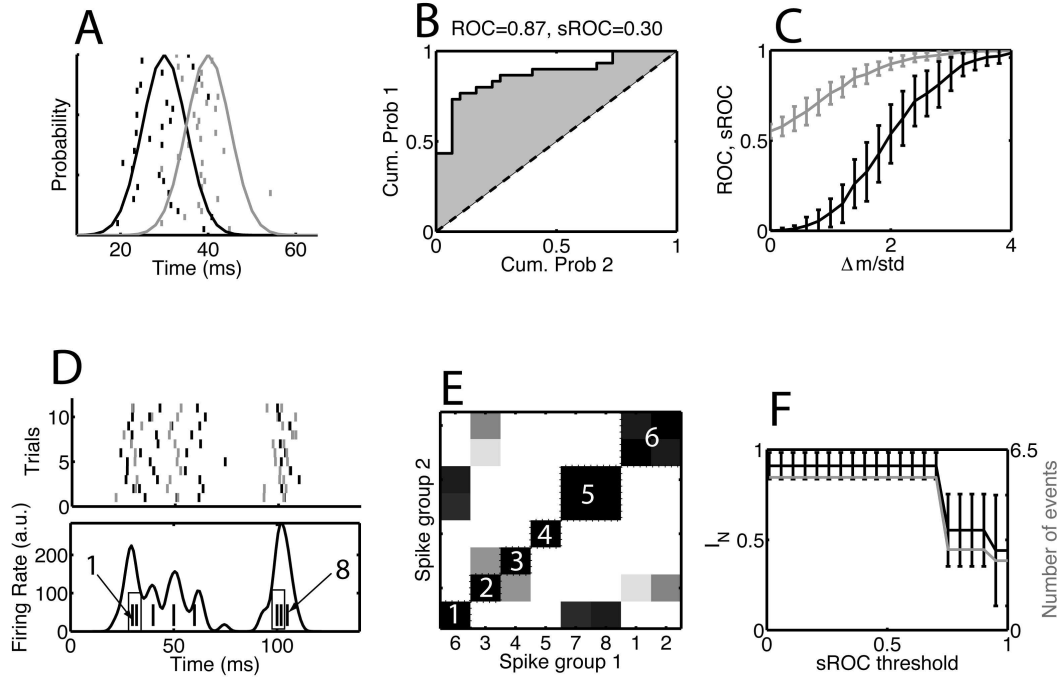 A
Probability
20 40 60
Time (ms)
B
ROC=0.87, sROC=0.30
Cum. Prob 1
1
0.5
0
0 0.5 1
Cum. Prob 2
C
ROC, sROC
1
0.5
0
0 2 4
Δm/std
D
Trials
10
5
0
Firing Rate (a.u.)
200
100
0
1
8
0 50 100
Time (ms)
E
Spike group 2
6
5
4
3
2
1
6 3 4 5 7 8 1 2
Spike group 1
F
I_N
1
0.5
0
0 0.5 1
sROC threshold
6.5
0
Number of events